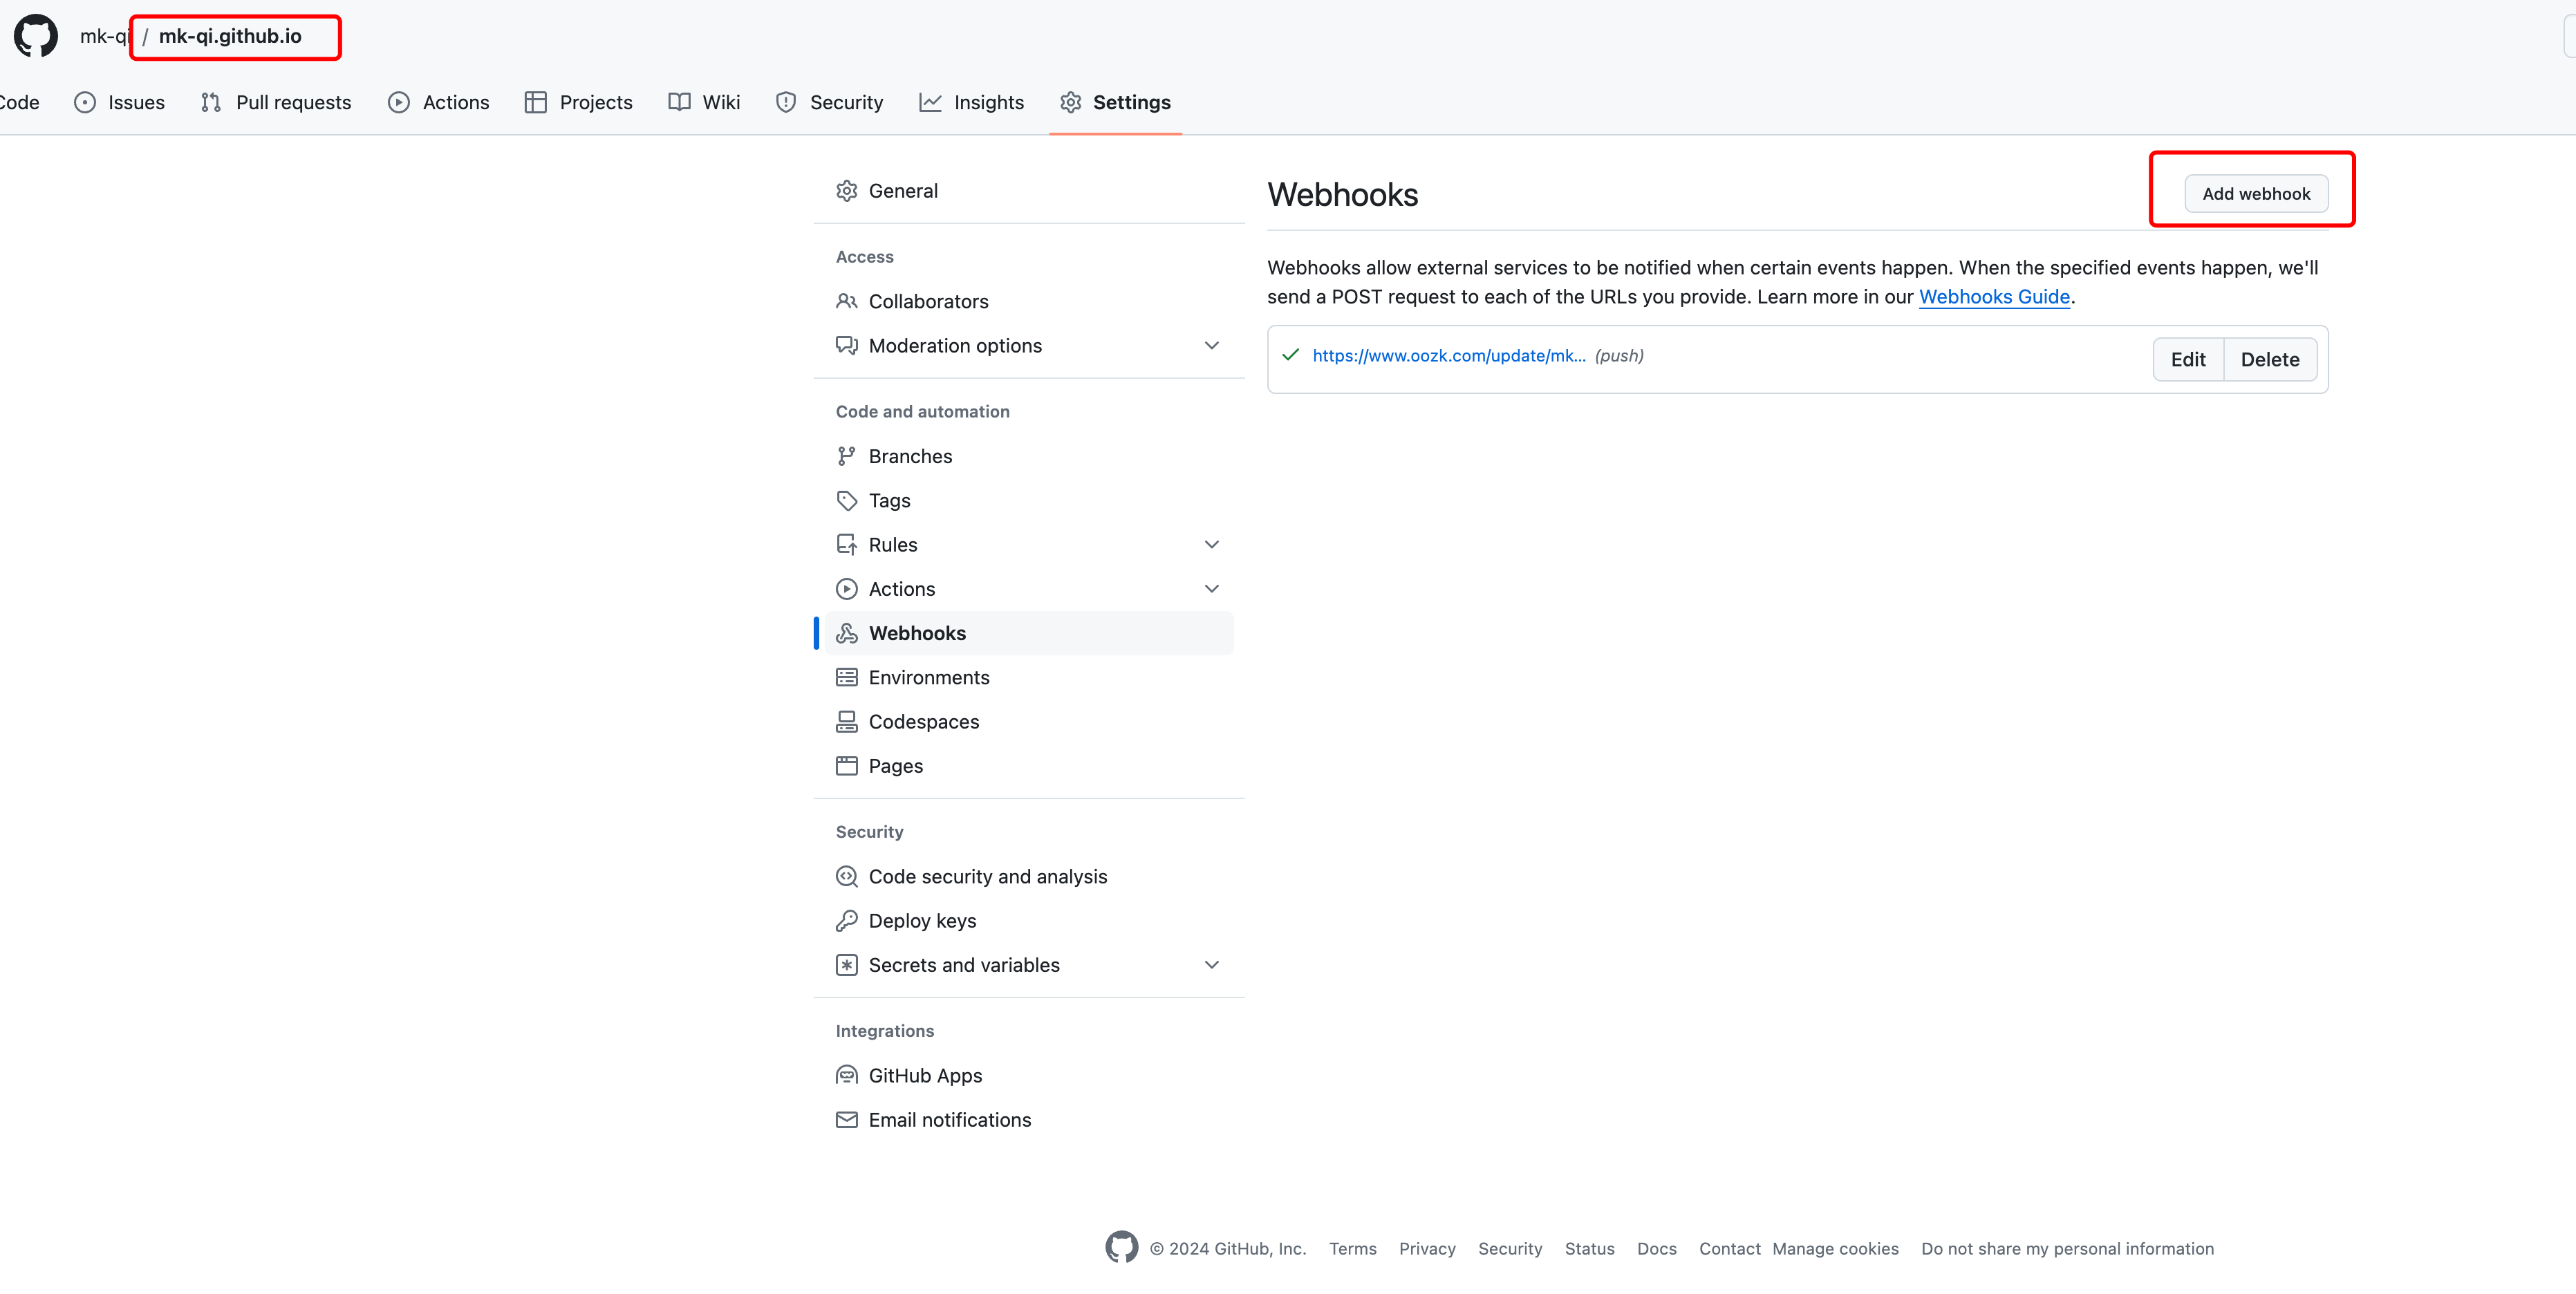 mk-qi / mk-qi.github.io
Code Issues Pull requests Actions Projects Wiki Security Insights Settings
General
Access
Collaborators
Moderation options
Code and automation
Branches
Tags
Rules
Actions
Webhooks
Environments
Codespaces
Pages
Security
Code security and analysis
Deploy keys
Secrets and variables
Integrations
GitHub Apps
Email notifications
Webhooks
Add webhook
Webhooks allow external services to be notified when certain events happen. When the specified events happen, we'll
send a POST request to each of the URLs you provide. Learn more in our Webhooks Guide.
https://www.oozk.com/update/mk... (push)
Edit Delete
© 2024 GitHub, Inc. Terms Privacy Security Status Docs Contact Manage cookies Do not share my personal information